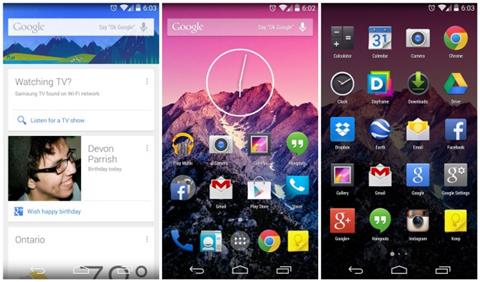 6:03
Google
Say "Ok Google"
Watching TV?
Samsung TV found on Wi-Fi network
Listen for a TV show
Devon
Parrish
Birthday today
Wish happy birthday
Ontario
6:02
Google
Say "Ok Google"
Play Music
Camera
Hangouts
Gmail
Play Store
6:03
Calculator
31
Calendar
Camera
Chrome
Clock
Dayframe
Downloads
Drive
Dropbox
Earth
Email
Facebook
Gallery
Gmail
Google
Google Settings
Google+
Hangouts
Instagram
Keep